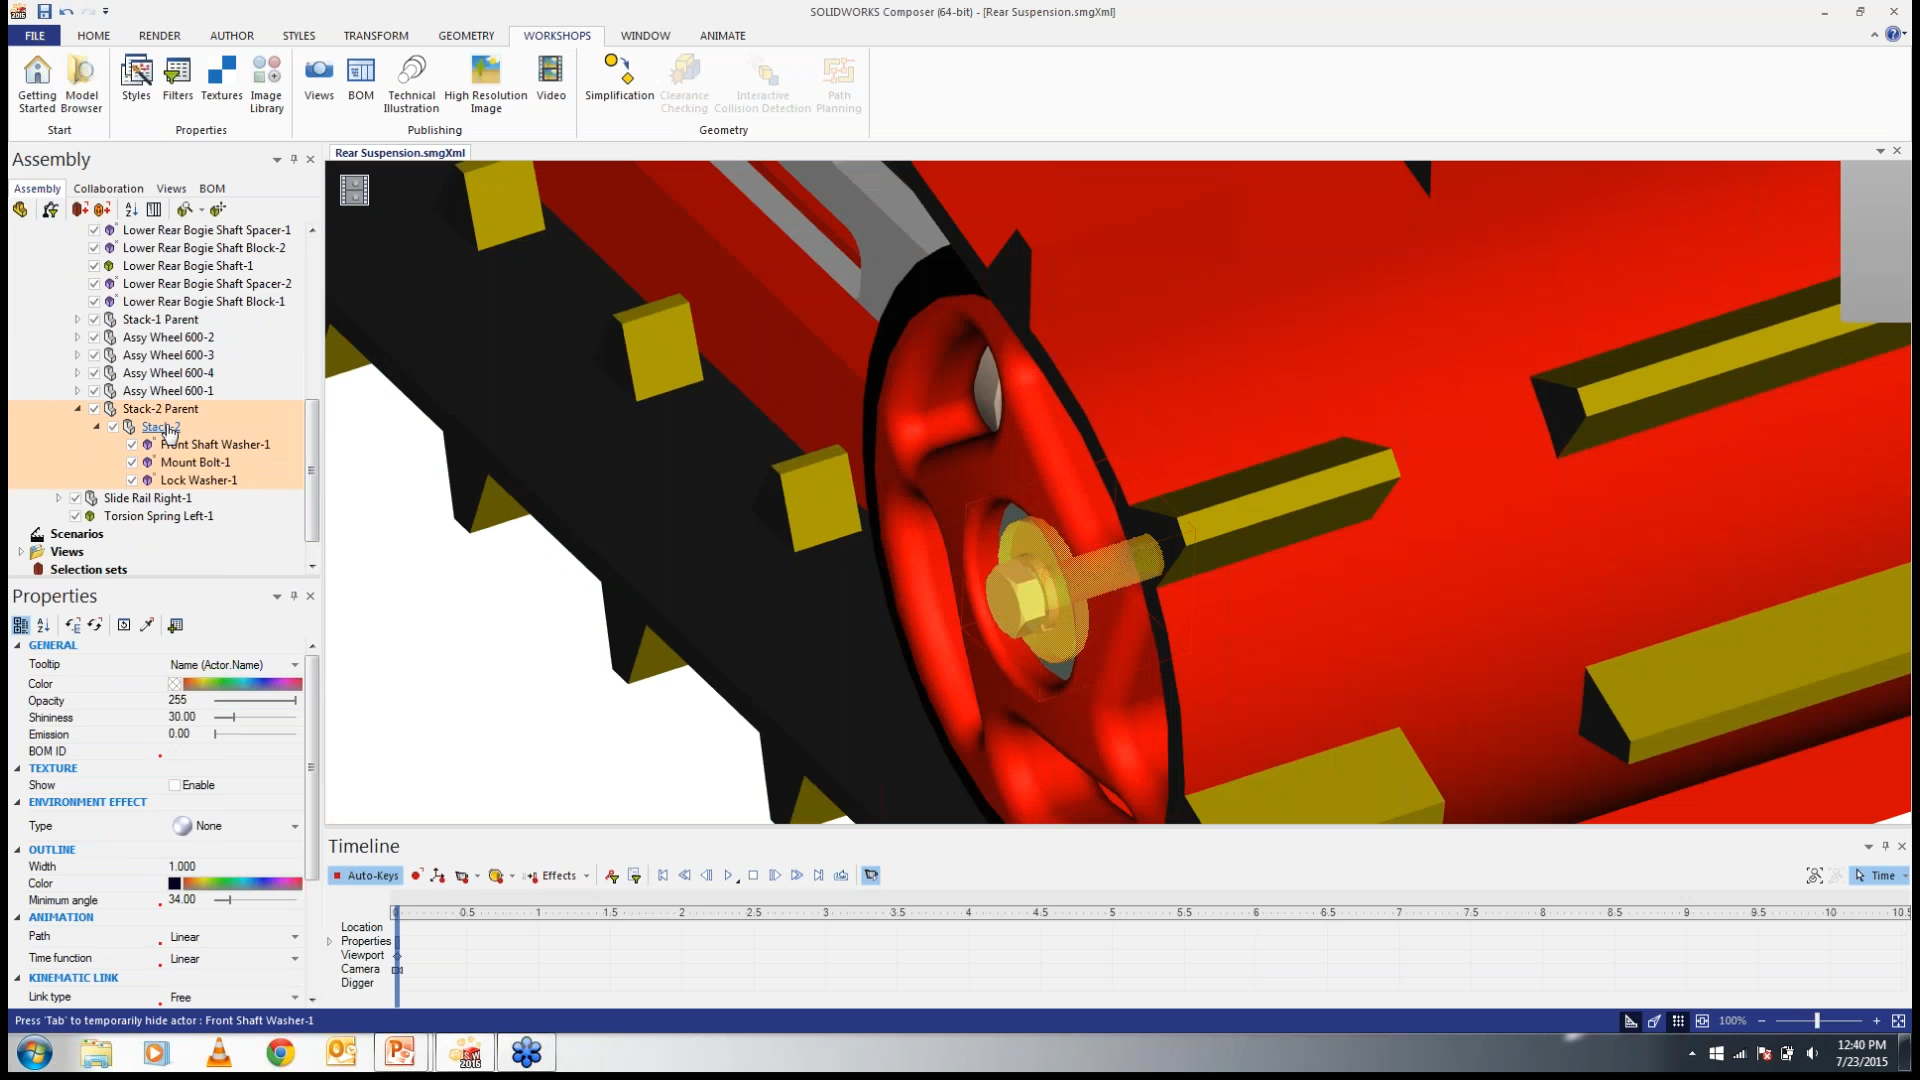 SOLIDWORKS Composer (64-bit) - [Rear Suspension.smgXml]
FILE HOME RENDER AUTHOR STYLES TRANSFORM GEOMETRY WORKSHOPS WINDOW ANIMATE
Getting Started
Model Browser
Styles
Filters
Textures
Image Library
Views
BOM
Technical Illustration
High Resolution Image
Video
Simplification
Clearance Checking
Interactive Collision Detection
Path Planning
Start Properties Publishing Geometry
Assembly
Rear Suspension.smgXml
Assembly Collaboration Views BOM
Lower Rear Bogie Shaft Spacer-1
Lower Rear Bogie Shaft Block-2
Lower Rear Bogie Shaft-1
Lower Rear Bogie Shaft Spacer-2
Lower Rear Bogie Shaft Block-1
Stack-1 Parent
Assy Wheel 600-2
Assy Wheel 600-3
Assy Wheel 600-4
Assy Wheel 600-1
Stack-2 Parent
Stack-2
Front Shaft Washer-1
Mount Bolt-1
Lock Washer-1
Slide Rail Right-1
Torsion Spring Left-1
Scenarios
Views
Selection sets
Properties
GENERAL
Tooltip Name (Actor.Name)
Color
Opacity 255
Shininess 30.00
Emission 0.00
BOM ID
TEXTURE
Show Enable
ENVIRONMENT EFFECT
Type None
OUTLINE
Width 1.000
Color
Minimum angle 34.00
ANIMATION
Path Linear
Time function Linear
KINEMATIC LINK
Link type Free
Timeline
Auto-Keys Effects Time
0.5 1 1.5 2 2.5 3 3.5 4 4.5 5 5.5 6 6.5 7 7.5 8 8.5 9 9.5 10 10.5
Location
Properties
Viewport
Camera
Digger
Press 'Tab' to temporarily hide actor : Front Shaft Washer-1
100%
12:40 PM
7/23/2015